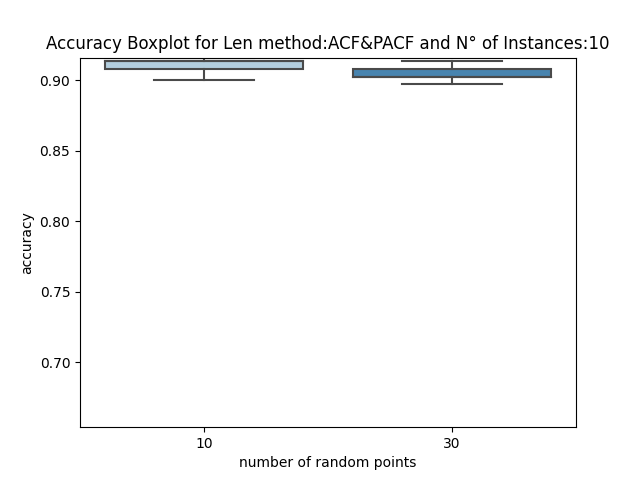 Accuracy Boxplot for Len method:ACF&PACF and N° of Instances:10
0.90
0.85
0.80
0.75
0.70
accuracy
10 30
number of random points